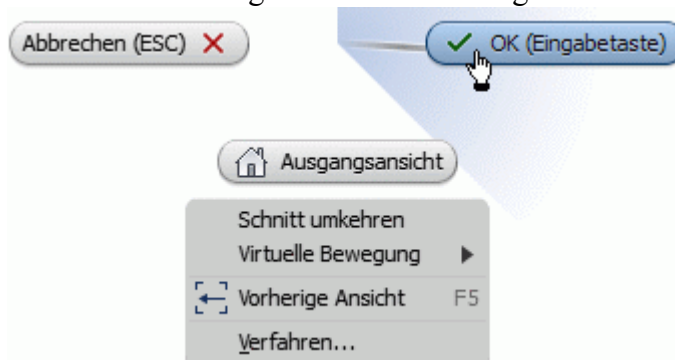 Abbrechen (ESC)
OK (Eingabetaste)
Ausgangsansicht
Schnitt umkehren
Virtuelle Bewegung
Vorherige Ansicht F5
Verfahren...